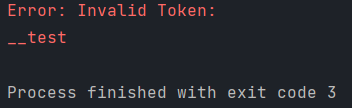 Error: Invalid Token:
__test
Process finished with exit code 3